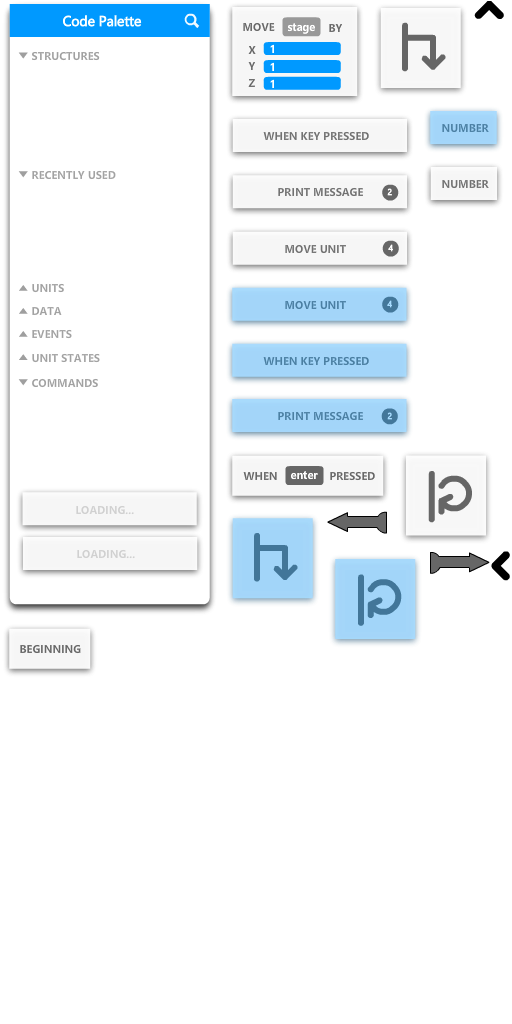 Code Palette
STRUCTURES
RECENTLY USED
UNITS
DATA
EVENTS
UNIT STATES
COMMANDS
LOADING...
LOADING...
BEGINNING
MOVE stage BY
X 1
Y 1
Z 1
WHEN KEY PRESSED
PRINT MESSAGE 2
MOVE UNIT 4
MOVE UNIT 4
WHEN KEY PRESSED
PRINT MESSAGE 2
WHEN enter PRESSED
NUMBER
NUMBER